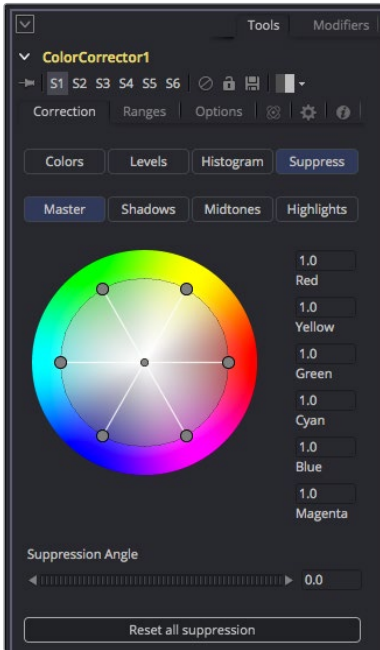 Tools Modifiers
ColorCorrector1
S1 S2 S3 S4 S5 S6
Correction Ranges Options
Colors Levels Histogram Suppress
Master Shadows Midtones Highlights
1.0
Red
1.0
Yellow
1.0
Green
1.0
Cyan
1.0
Blue
1.0
Magenta
Suppression Angle
0.0
Reset all suppression